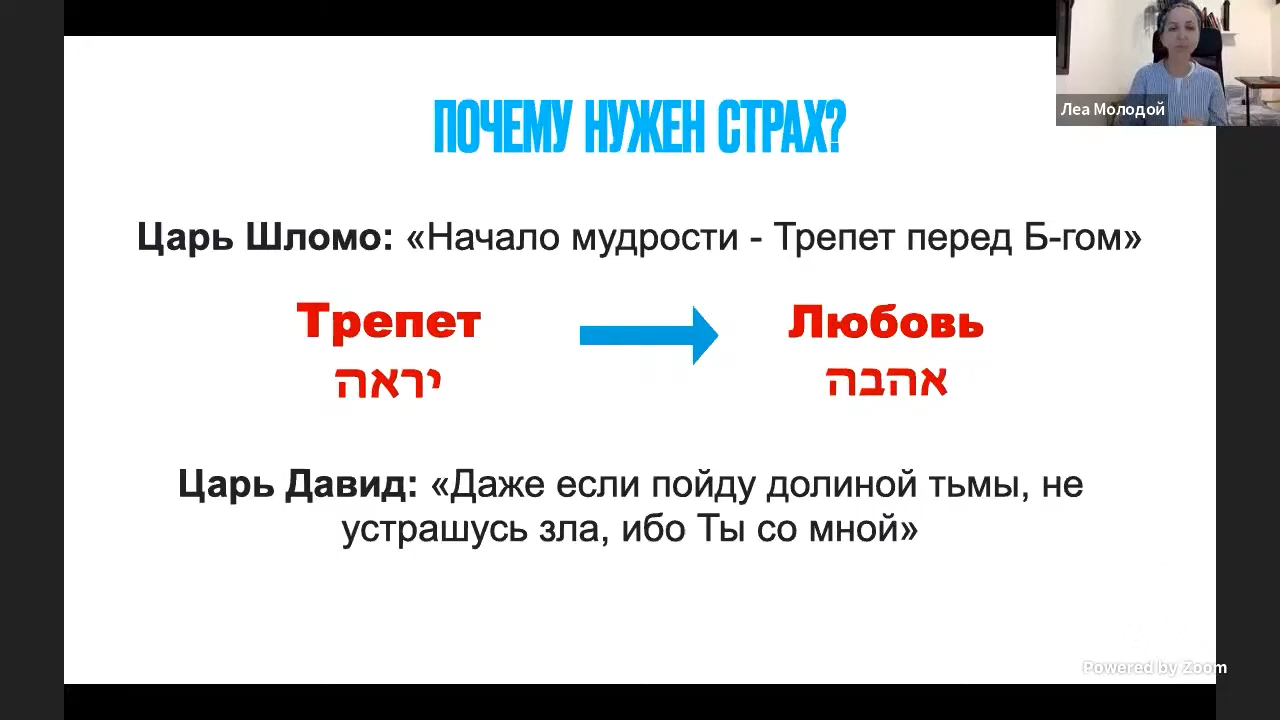 Леа Молодой
ПОЧЕМУ НУЖЕН СТРАХ?
Царь Шломо: «Начало мудрости - Трепет перед Б-гом»
Трепет
Любовь
יראה
אהבה
Царь Давид: «Даже если пойду долиной тьмы, не
устрашусь зла, ибо Ты со мной»
Powered by Zoom